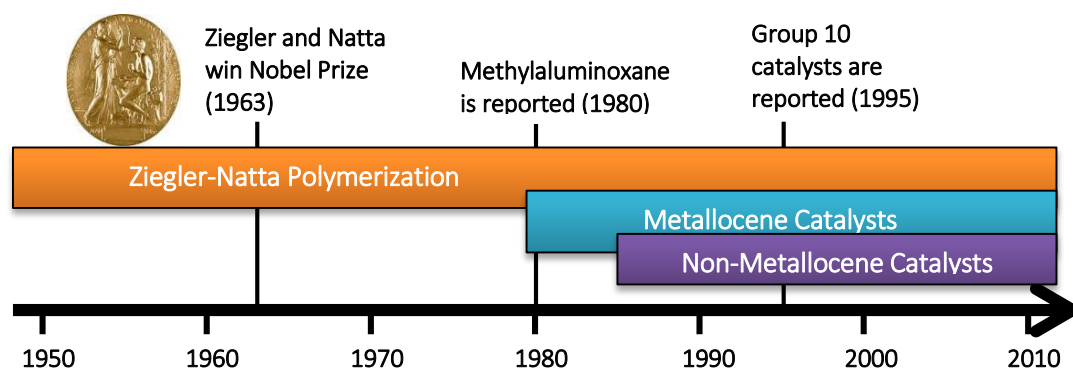 Ziegler and Natta
win Nobel Prize
(1963)
Methylaluminoxane
is reported (1980)
Group 10
catalysts are
reported (1995)
Ziegler-Natta Polymerization
Metallocene Catalysts
Non-Metallocene Catalysts
1950 1960 1970 1980 1990 2000 2010